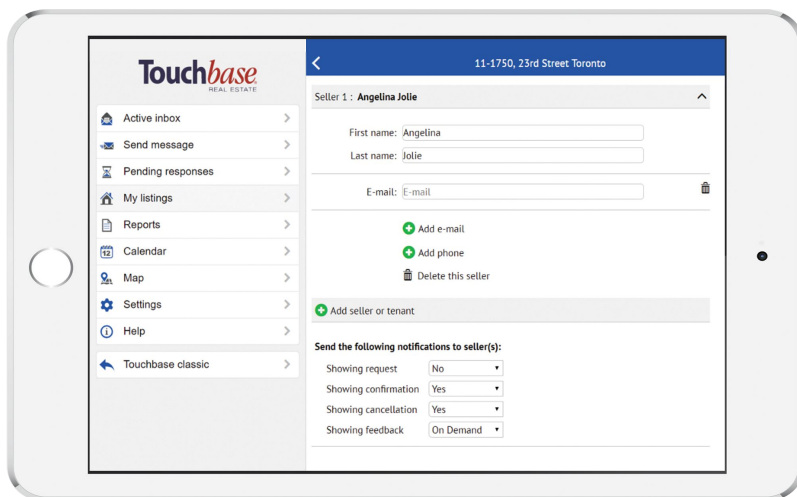 Touchbase
REAL ESTATE
Active inbox
Send message
Pending responses
My listings
Reports
12
Calendar
Map
Settings
Help
Touchbase classic
11-1750, 23rd Street Toronto
Seller 1 : Angelina Jolie
First name: Angelina
Last name: Jolie
E-mail: E-mail
Add e-mail
Add phone
Delete this seller
Add seller or tenant
Send the following notifications to seller(s):
Showing request No
Showing confirmation Yes
Showing cancellation Yes
Showing feedback On Demand